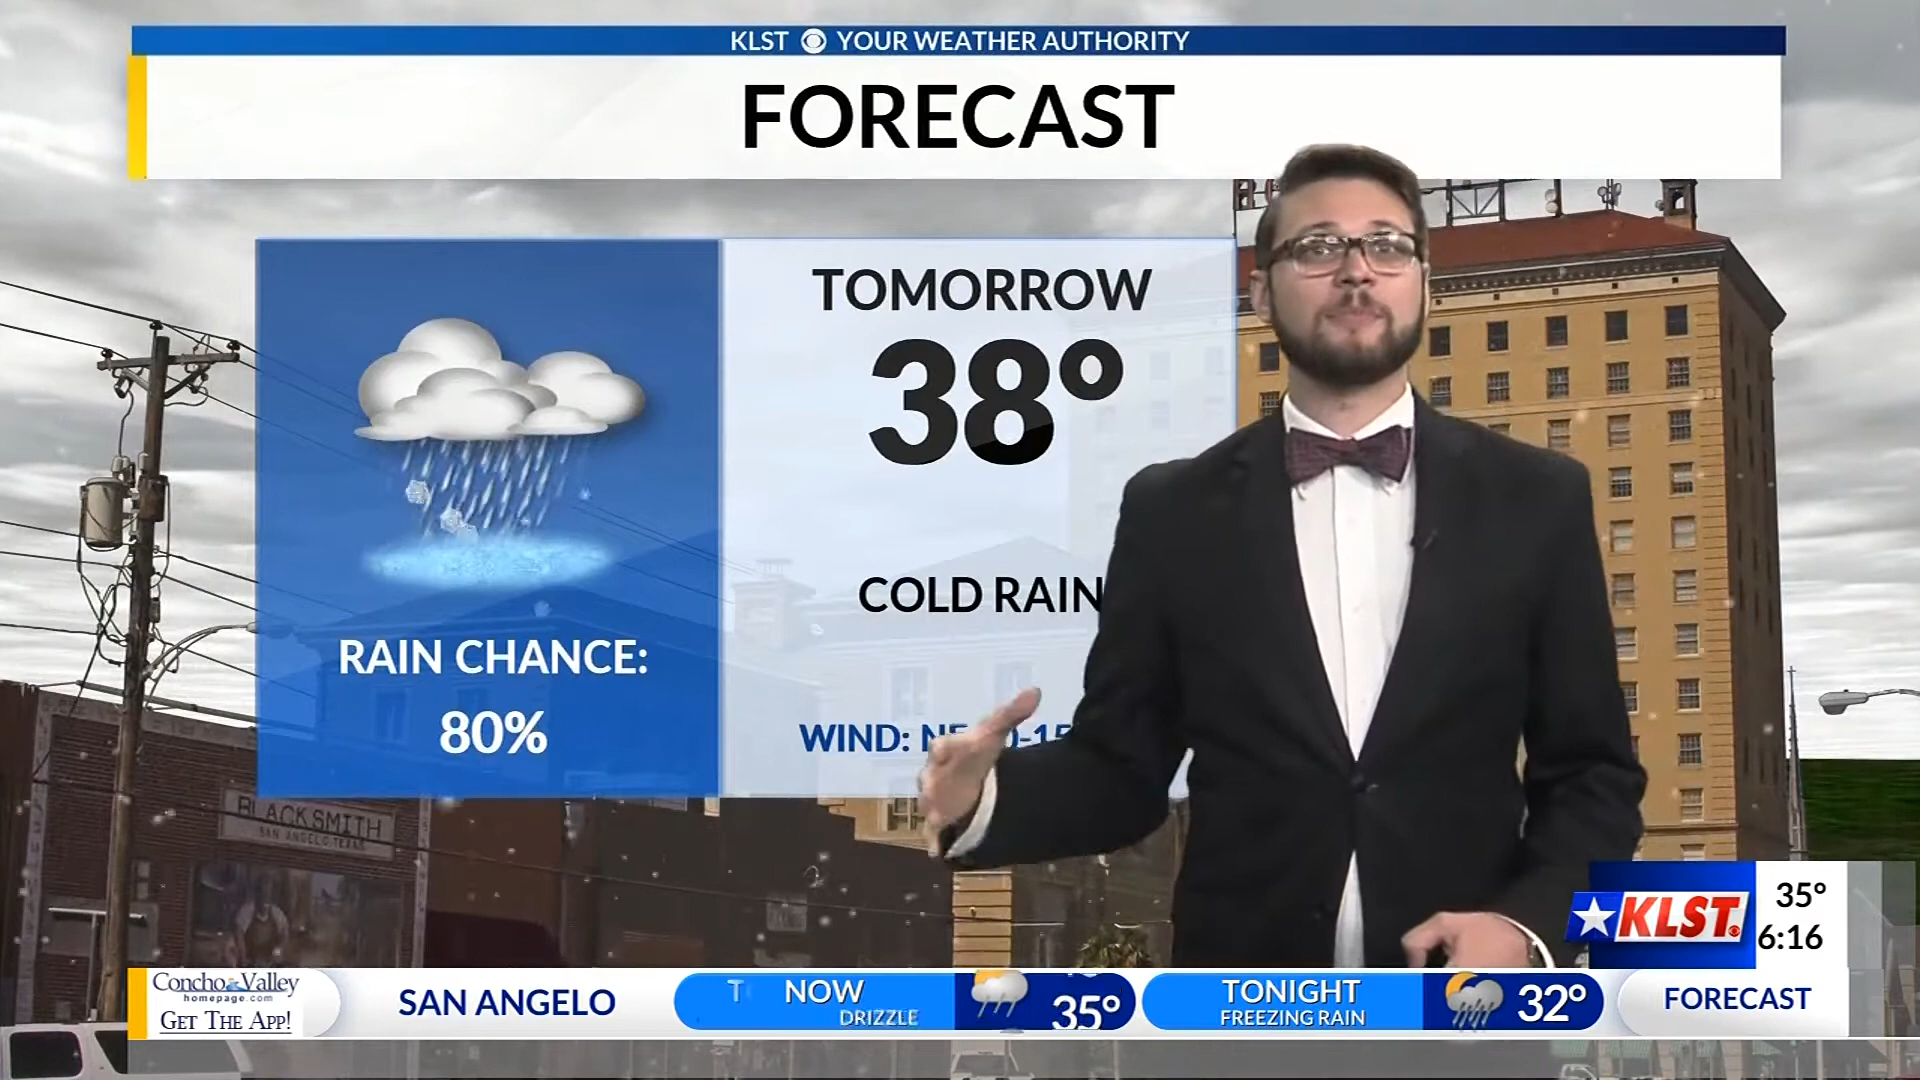 KLST YOUR WEATHER AUTHORITY
FORECAST
TOMORROW
38°
COLD RAIN
RAIN CHANCE:
80%
WIND:
BLACKSMITH
SAN ANGELO TEXAS
KLST
35°
6:16
Concho Valley
homepage.com
GET THE APP!
SAN ANGELO
NOW
DRIZZLE
35°
TONIGHT
FREEZING RAIN
32°
FORECAST